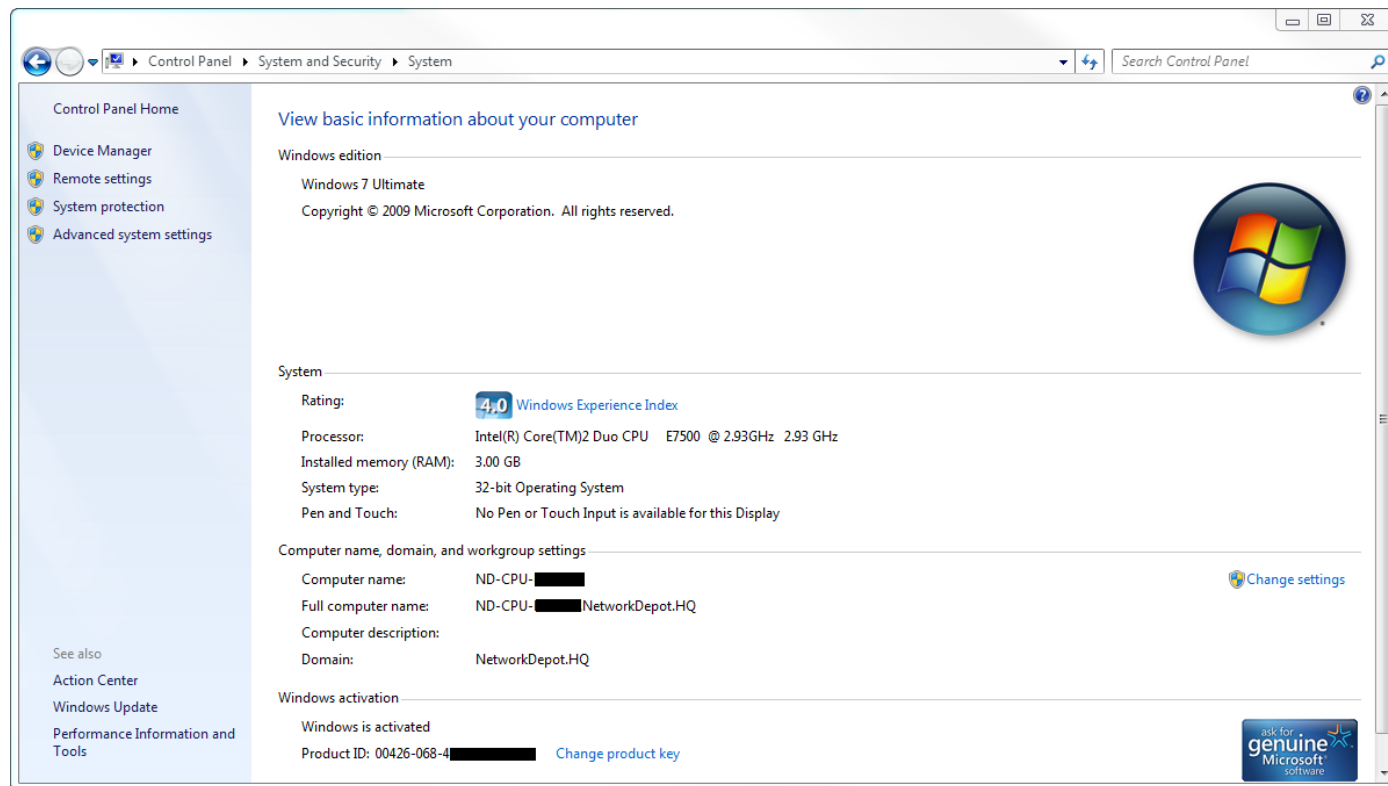 Control Panel ▸ System and Security ▸ System
Search Control Panel
Control Panel Home
Device Manager
Remote settings
System protection
Advanced system settings
See also
Action Center
Windows Update
Performance Information and
Tools
View basic information about your computer
Windows edition
Windows 7 Ultimate
Copyright © 2009 Microsoft Corporation. All rights reserved.
System
Rating: 4,0 Windows Experience Index
Processor: Intel(R) Core(TM)2 Duo CPU E7500 @ 2.93GHz 2.93 GHz
Installed memory (RAM): 3.00 GB
System type: 32-bit Operating System
Pen and Touch: No Pen or Touch Input is available for this Display
Computer name, domain, and workgroup settings
Computer name: ND-CPU-
Change settings
Full computer name: ND-CPU- NetworkDepot.HQ
Computer description:
Domain: NetworkDepot.HQ
Windows activation
Windows is activated
Product ID: 00426-068-4 Change product key
ask for
genuine
Microsoft
software